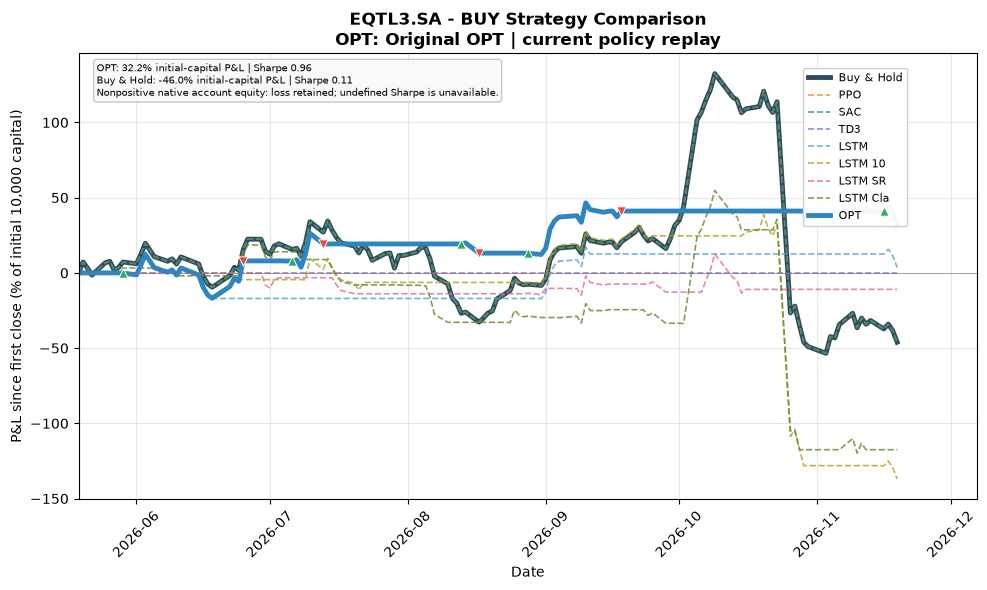 EQTL3.SA - BUY Strategy Comparison
OPT: Original OPT | current policy replay
OPT: 32.2% initial-capital P&L | Sharpe 0.96
Buy & Hold: -46.0% initial-capital P&L | Sharpe 0.11
Nonpositive native account equity: loss retained; undefined Sharpe is unavailable.
Buy & Hold
PPO
SAC
TD3
LSTM
LSTM 10
LSTM SR
LSTM Cla
OPT
P&L since first close (% of initial 10,000 capital)
100
50
0
−50
−100
−150
2026-06
2026-07
2026-08
2026-09
2026-10
2026-11
2026-12
Date